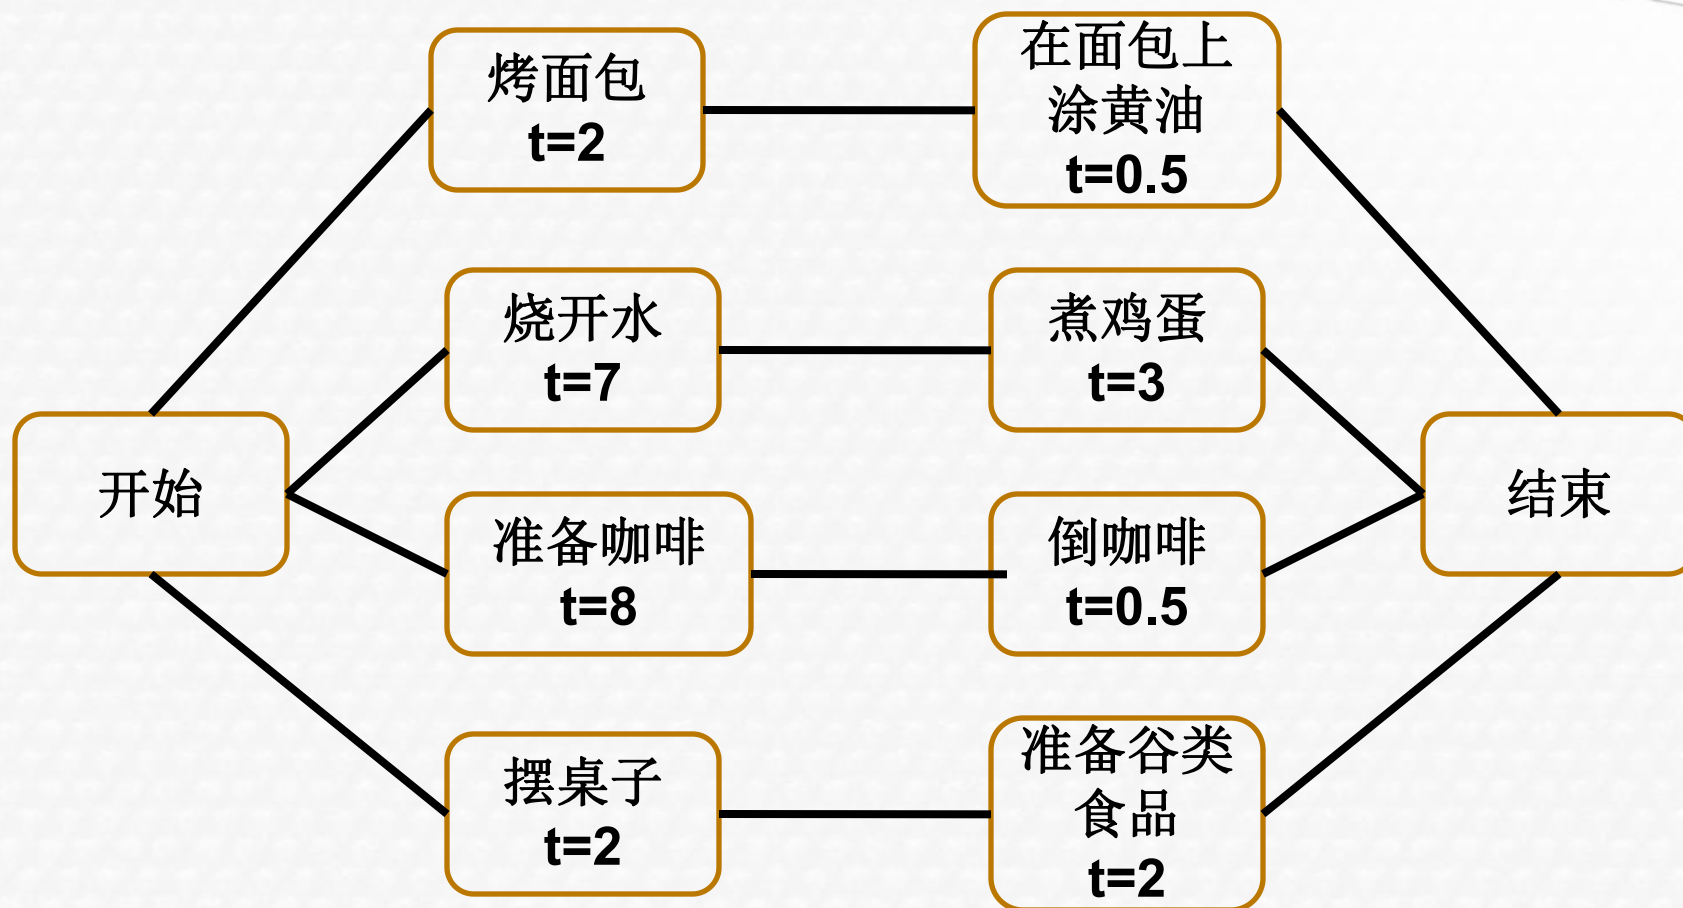 烤面包
t=2
在面包上
涂黄油
t=0.5
烧开水
t=7
煮鸡蛋
t=3
开始
结束
准备咖啡
t=8
倒咖啡
t=0.5
摆桌子
t=2
准备谷类
食品
t=2